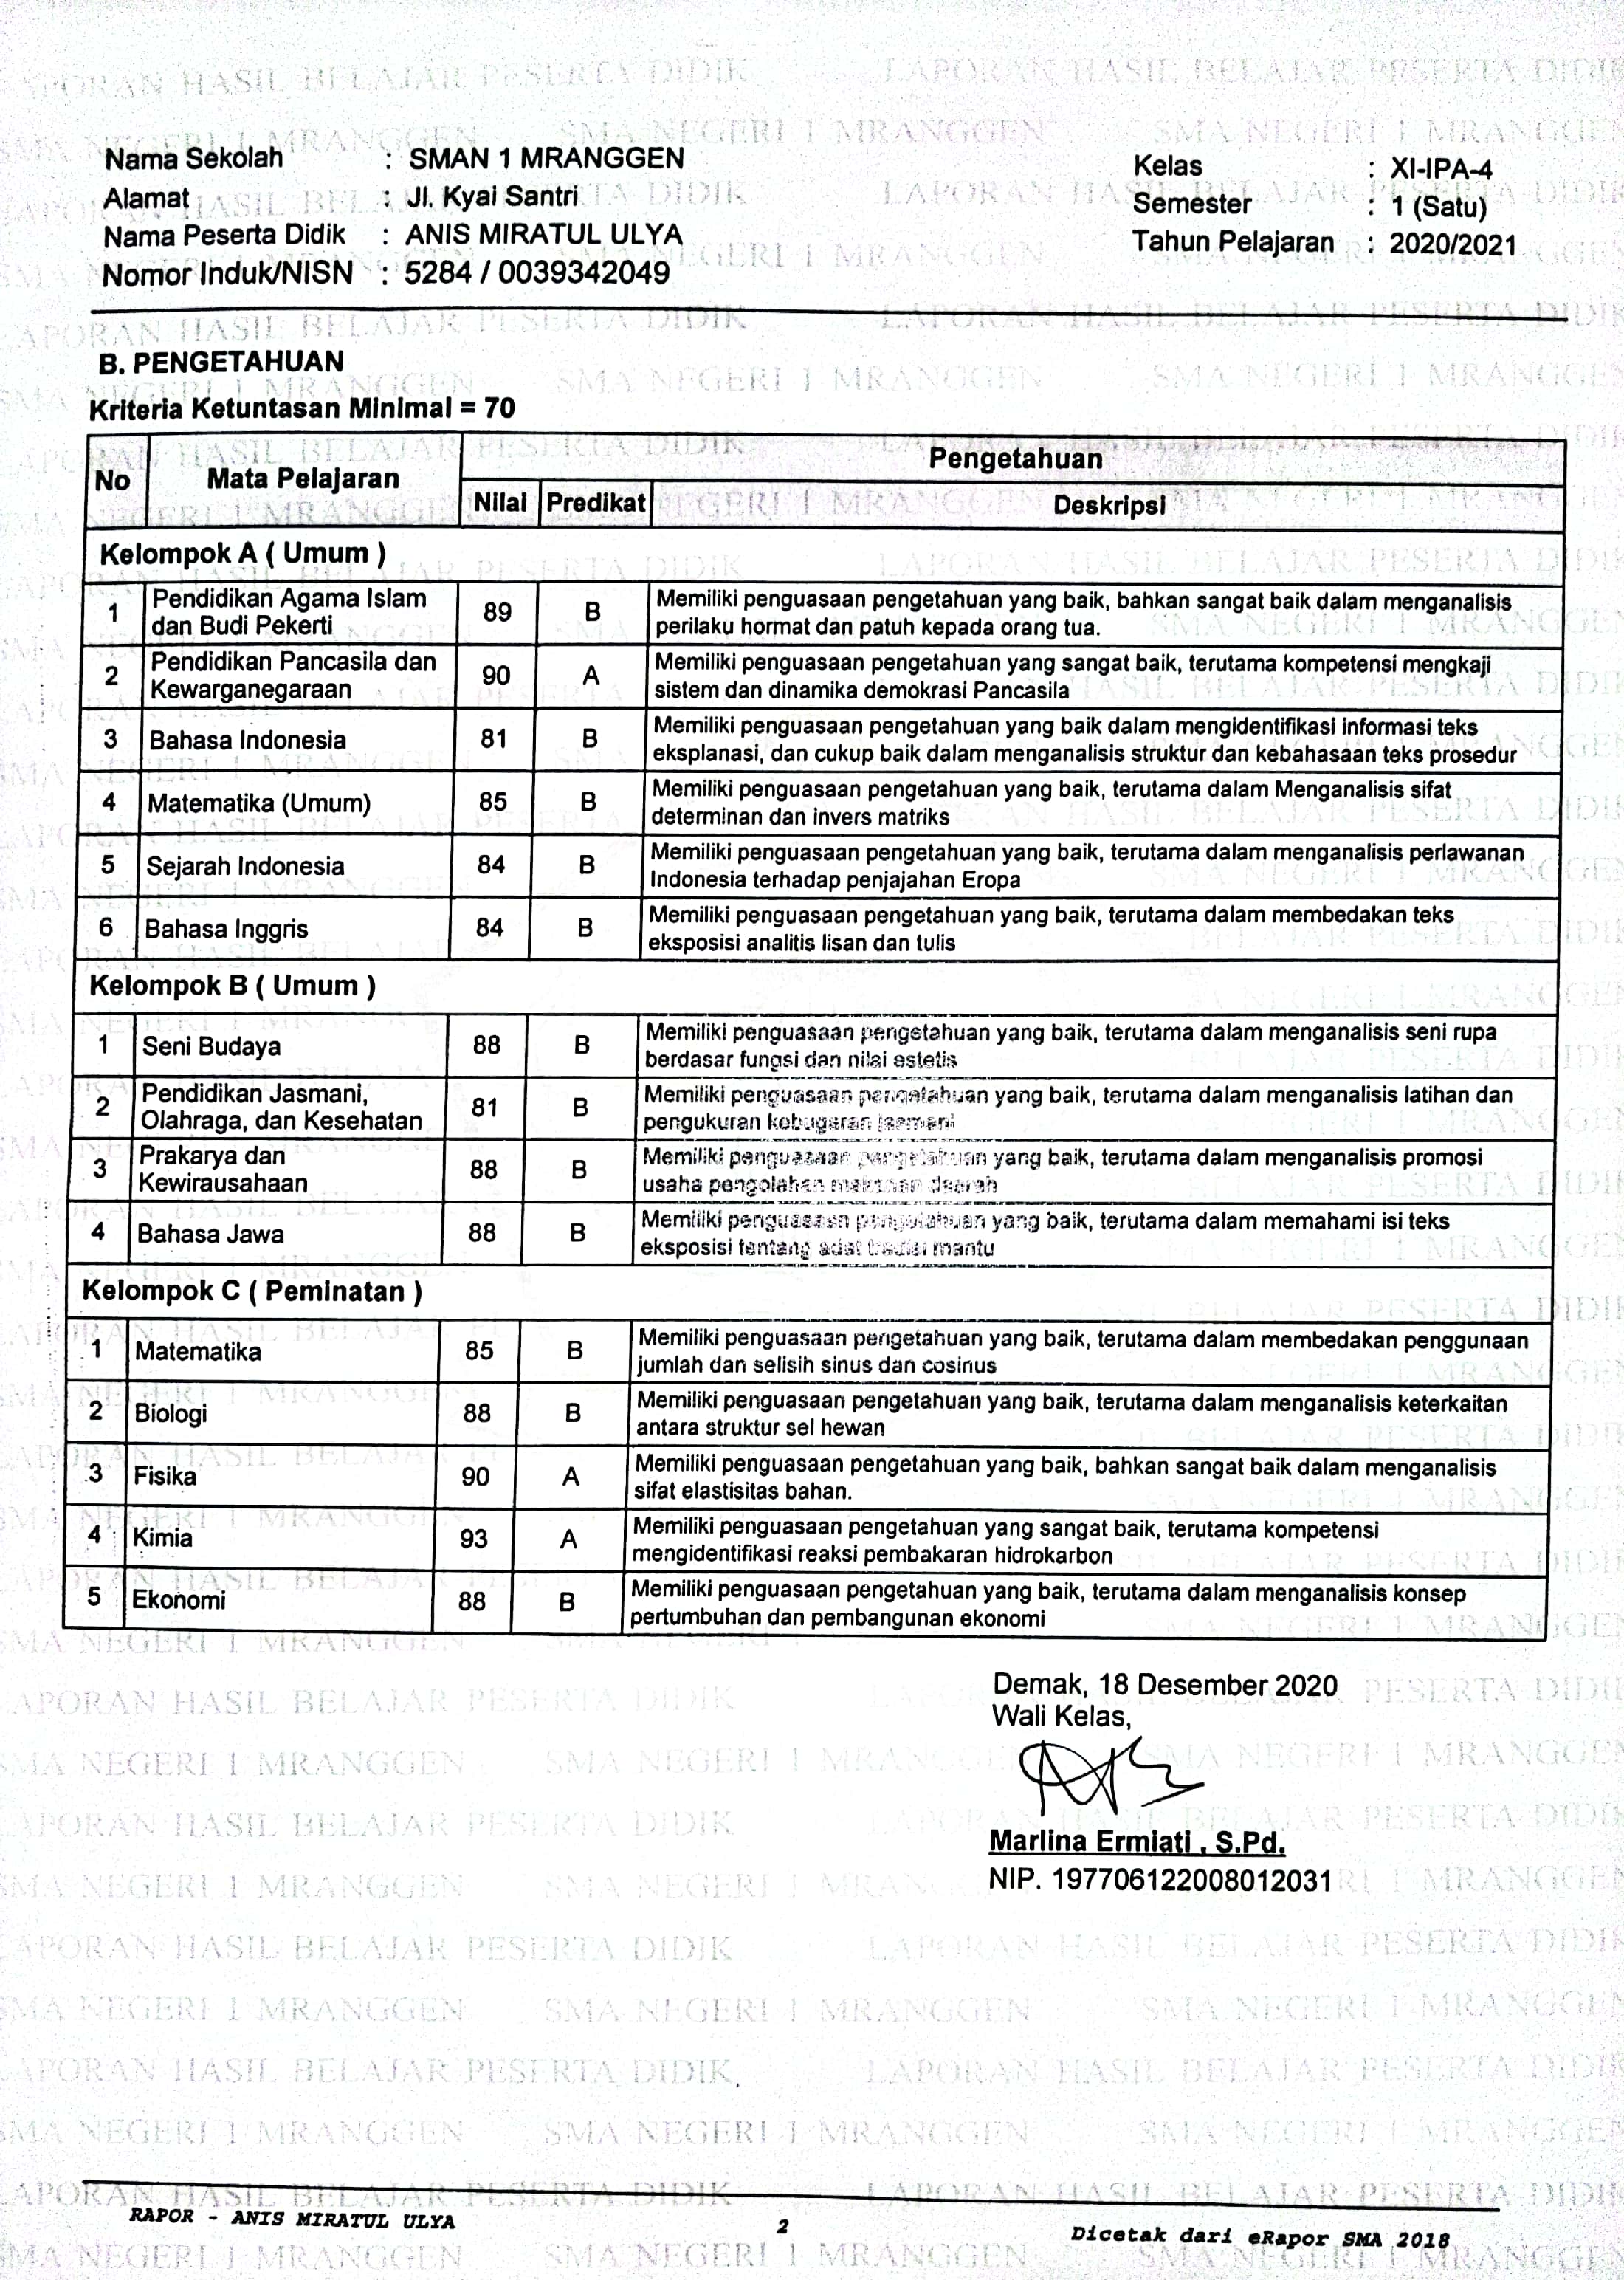 Nama Sekolah : SMAN 1 MRANGGEN
Alamat : Jl. Kyai Santri
Nama Peserta Didik : ANIS MIRATUL ULYA
Nomor Induk/NISN : 5284 / 0039342049
Kelas : XI-IPA-4
Semester : 1 (Satu)
Tahun Pelajaran : 2020/2021
B. PENGETAHUAN
Kriteria Ketuntasan Minimal = 70
No Mata Pelajaran Pengetahuan
Nilai Predikat Deskripsi
Kelompok A ( Umum )
1 Pendidikan Agama Islam dan Budi Pekerti 89 B Memiliki penguasaan pengetahuan yang baik, bahkan sangat baik dalam menganalisis
perilaku hormat dan patuh kepada orang tua.
2 Pendidikan Pancasila dan Kewarganegaraan 90 A Memiliki penguasaan pengetahuan yang sangat baik, terutama kompetensi mengkaji
sistem dan dinamika demokrasi Pancasila
3 Bahasa Indonesia 81 B Memiliki penguasaan pengetahuan yang baik dalam mengidentifikasi informasi teks
eksplanasi, dan cukup baik dalam menganalisis struktur dan kebahasaan teks prosedur
4 Matematika (Umum) 85 B Memiliki penguasaan pengetahuan yang baik, terutama dalam Menganalisis sifat
determinan dan invers matriks
5 Sejarah Indonesia 84 B Memiliki penguasaan pengetahuan yang baik, terutama dalam menganalisis perlawanan
Indonesia terhadap penjajahan Eropa
6 Bahasa Inggris 84 B Memiliki penguasaan pengetahuan yang baik, terutama dalam membedakan teks
eksposisi analitis lisan dan tulis
Kelompok B ( Umum )
1 Seni Budaya 88 B Memiliki penguasaan pengetahuan yang baik, terutama dalam menganalisis seni rupa
berdasar fungsi dan nilai estetis
2 Pendidikan Jasmani, Olahraga, dan Kesehatan 81 B Memiliki penguasaan pengetahuan yang baik, terutama dalam menganalisis latihan dan
pengukuran kebugaran jasmani
3 Prakarya dan Kewirausahaan 88 B Memiliki penguasaan pengetahuan yang baik, terutama dalam menganalisis promosi
usaha pengolahan makanan daerah
4 Bahasa Jawa 88 B Memiliki penguasaan pengetahuan yang baik, terutama dalam memahami isi teks
eksposisi tentang adat mantu
Kelompok C ( Peminatan )
1 Matematika 85 B Memiliki penguasaan pengetahuan yang baik, terutama dalam membedakan penggunaan
jumlah dan selisih sinus dan cosinus
2 Biologi 88 B Memiliki penguasaan pengetahuan yang baik, terutama dalam menganalisis keterkaitan
antara struktur sel hewan
3 Fisika 90 A Memiliki penguasaan pengetahuan yang baik, bahkan sangat baik dalam menganalisis
sifat elastisitas bahan.
4 Kimia 93 A Memiliki penguasaan pengetahuan yang sangat baik, terutama kompetensi
mengidentifikasi reaksi pembakaran hidrokarbon
5 Ekonomi 88 B Memiliki penguasaan pengetahuan yang baik, terutama dalam menganalisis konsep
pertumbuhan dan pembangunan ekonomi
Demak, 18 Desember 2020
Wali Kelas,
Marlina Ermiati , S.Pd.
NIP. 197706122008012031
RAPOR - ANIS MIRATUL ULYA 2 Dicetak dari eRapor SMA 2018